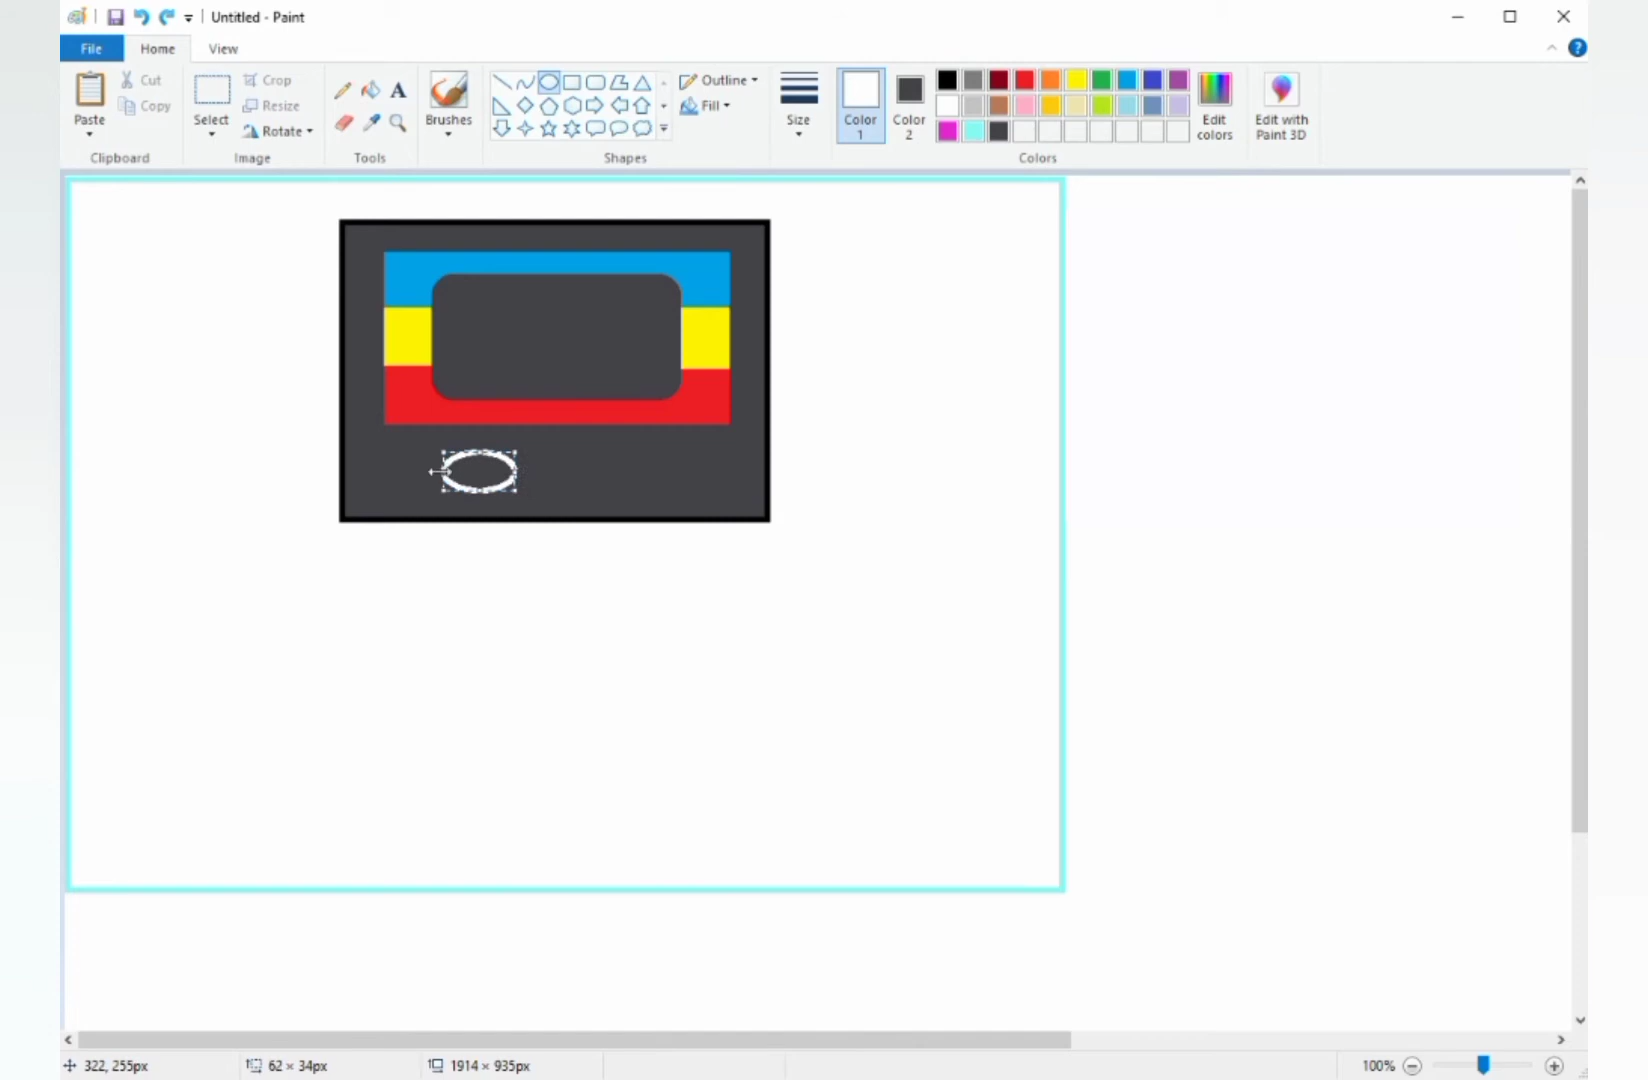 Untitled - Paint
File Home View
Paste Cut Copy Select Crop Resize Rotate A Brushes Outline Fill Size Color 1 Color 2 Edit colors Edit with Paint 3D
Clipboard Image Tools Shapes Colors
322, 255px 62 × 34px 1914 × 935px 100%